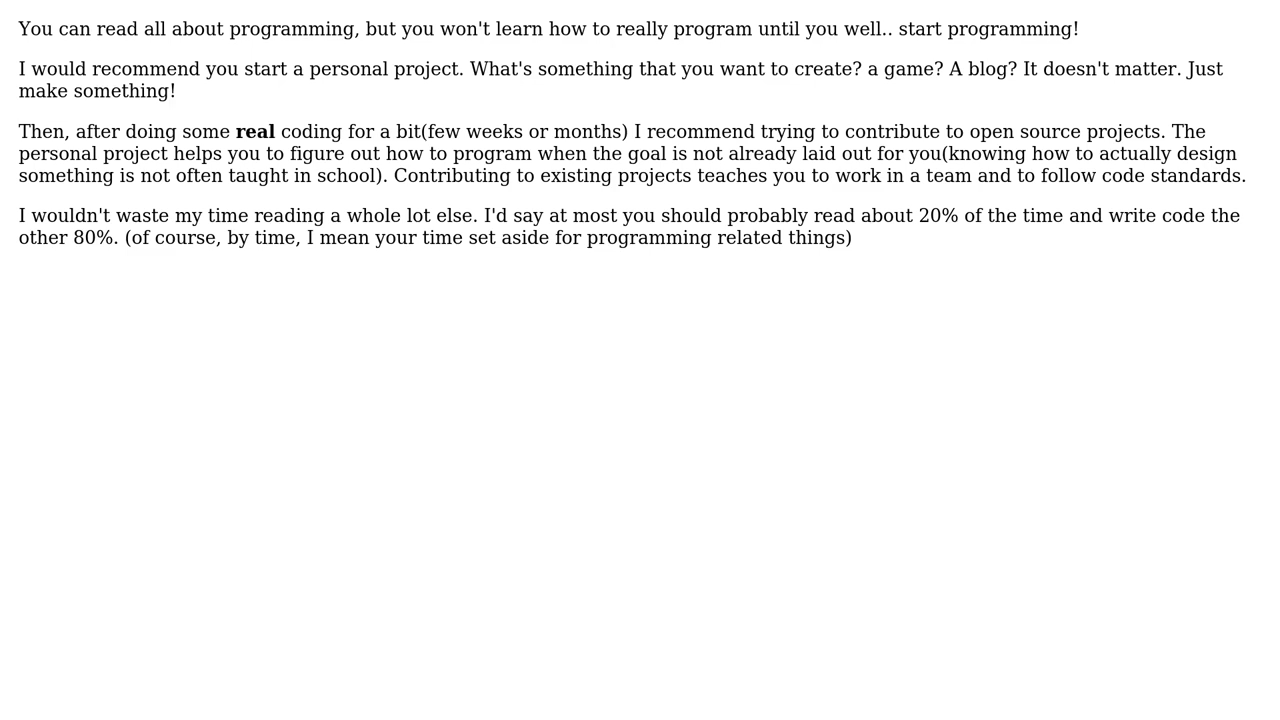 You can read all about programming, but you won't learn how to really program until you well.. start programming!
I would recommend you start a personal project. What's something that you want to create? a game? A blog? It doesn't matter. Just
make something!
Then, after doing some real coding for a bit(few weeks or months) I recommend trying to contribute to open source projects. The
personal project helps you to figure out how to program when the goal is not already laid out for you(knowing how to actually design
something is not often taught in school). Contributing to existing projects teaches you to work in a team and to follow code standards.
I wouldn't waste my time reading a whole lot else. I'd say at most you should probably read about 20% of the time and write code the
other 80%. (of course, by time, I mean your time set aside for programming related things)